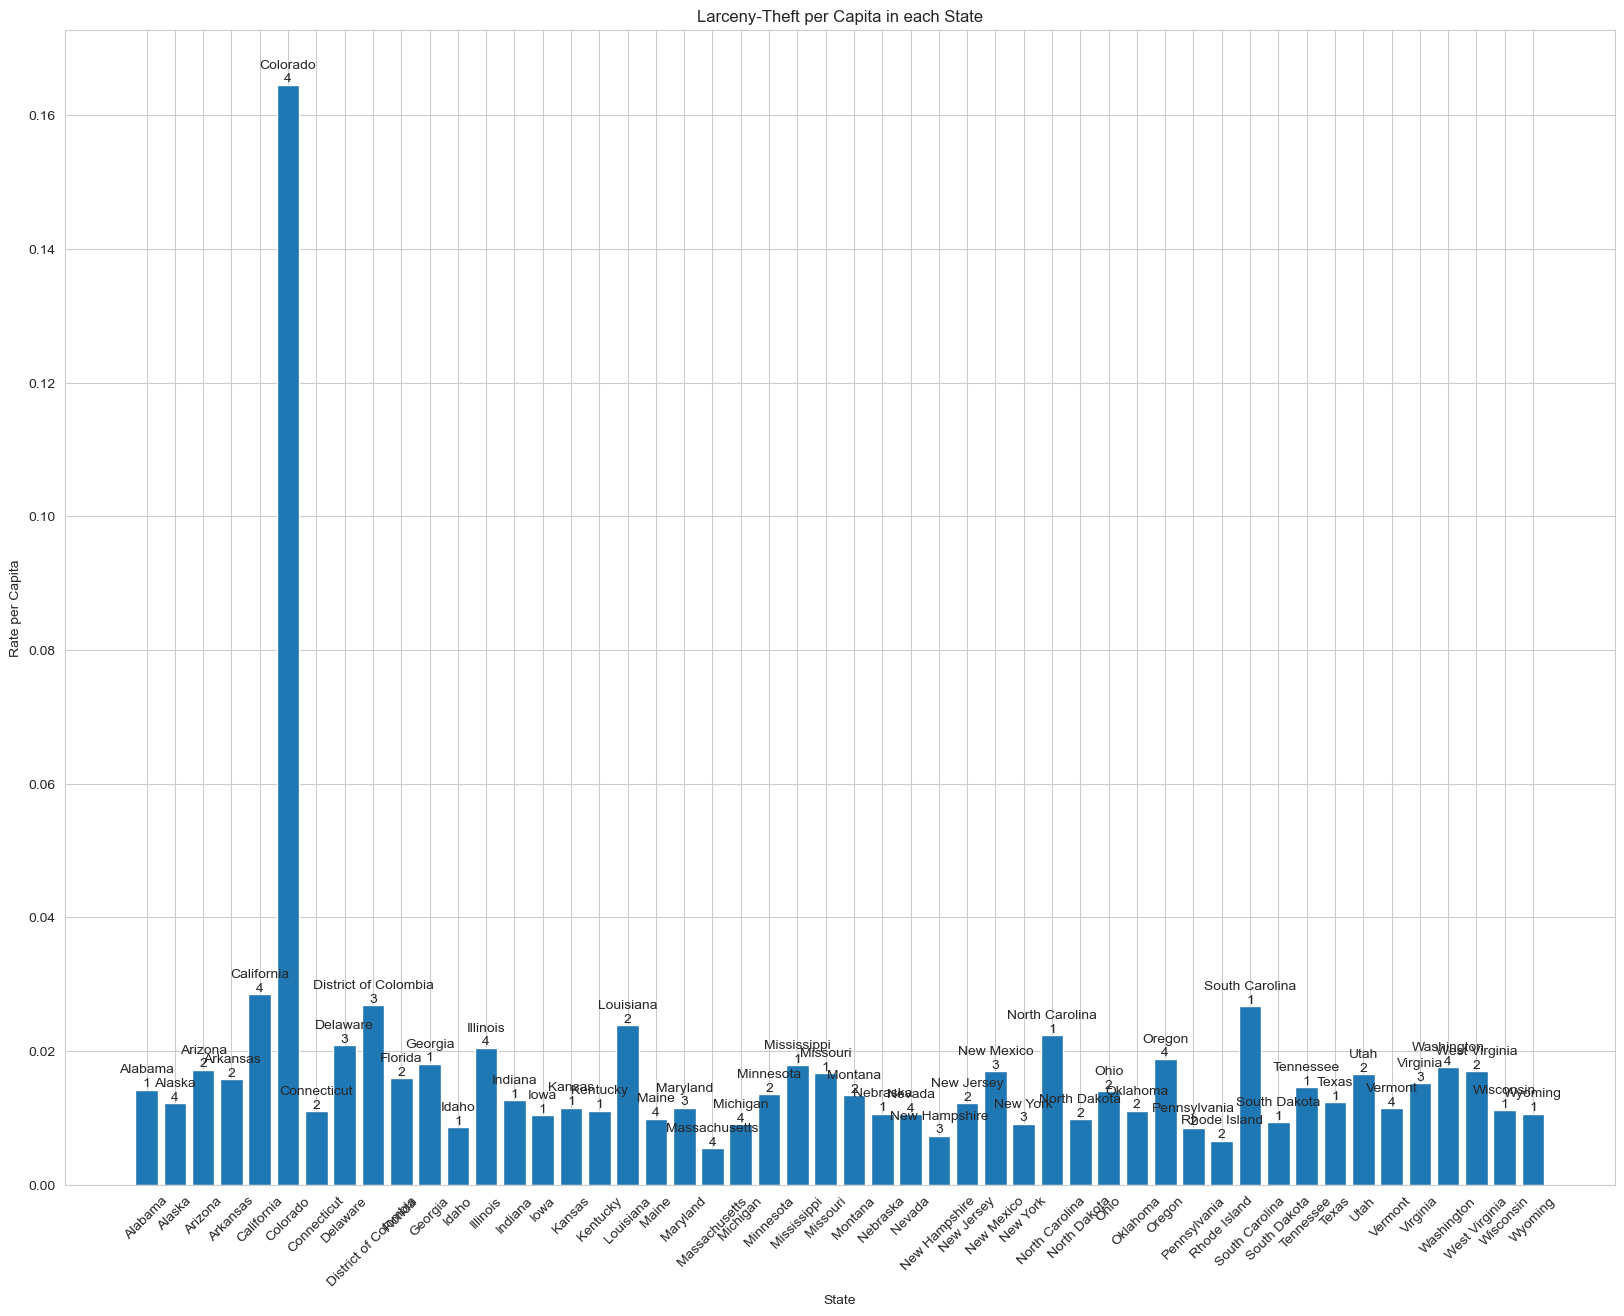 Larceny-Theft per Capita in each State
Rate per Capita
0.16
0.14
0.12
0.10
0.08
0.06
0.04
0.02
0.00
Alabama
1
Alaska
4
Arizona
2
Arkansas
2
California
4
Colorado
4
Connecticut
2
Delaware
3
District of Colombia
3
Florida
2
Georgia
1
Idaho
1
Illinois
4
Indiana
1
Iowa
1
Kansas
1
Kentucky
1
Louisiana
2
Maine
4
Maryland
3
Massachusetts
4
Michigan
4
Minnesota
2
Mississippi
1
Missouri
1
Montana
2
Nebraska
1
Nevada
4
New Hampshire
3
New Jersey
2
New Mexico
3
New York
3
North Carolina
1
North Dakota
2
Ohio
2
Oklahoma
2
Oregon
4
Pennsylvania
2
Rhode Island
2
South Carolina
1
South Dakota
1
Tennessee
1
Texas
1
Utah
2
Vermont
4
Virginia
3
Washington
4
West Virginia
2
Wisconsin
1
Wyoming
1
Alabama
Alaska
Arizona
Arkansas
California
Colorado
Connecticut
Delaware
District of Colombia
Florida
Georgia
Idaho
Illinois
Indiana
Iowa
Kansas
Kentucky
Louisiana
Maine
Maryland
Massachusetts
Michigan
Minnesota
Mississippi
Missouri
Montana
Nebraska
Nevada
New Hampshire
New Jersey
New Mexico
New York
North Carolina
North Dakota
Ohio
Oklahoma
Oregon
Pennsylvania
Rhode Island
South Carolina
South Dakota
Tennessee
Texas
Utah
Vermont
Virginia
Washington
West Virginia
Wisconsin
Wyoming
State